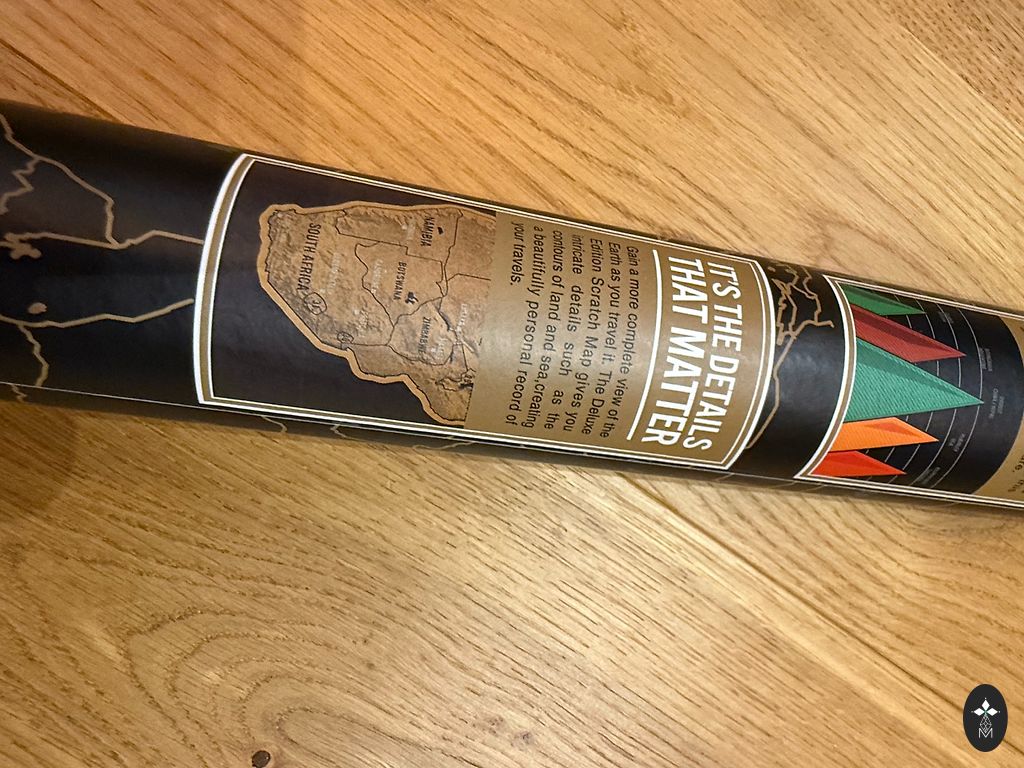 IT'S THE DETAILS
THAT MATTER
Gain a more complete view of the
Earth as you travel it. The Deluxe
Edition Scratch Map gives you
intricate details such as the
contours of land and sea,creating
a beautifully personal record of
your travels.
NAMIBIA
BOTSWANA
ZIMBABWE
SOUTH AFRICA